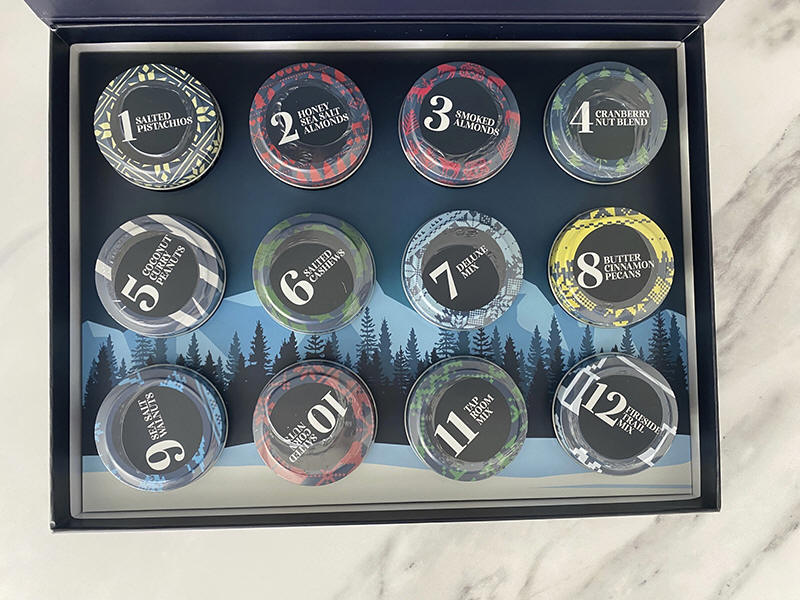 1 SALTED
PISTACHIOS
2 HONEY
SEA SALT
ALMONDS
3 SMOKED
ALMONDS
4 CRANBERRY
NUT BLEND
5 COCONUT
CURRY
PEANUTS
6 SALTED
CASHEWS
7 DELUXE
MIX
8 BUTTER
CINNAMON
PECANS
9 SEA SALT
WALNUTS
10 SALTED
CORN
NUTS
11 TAP
ROOM
MIX
12 FIRESIDE
TRAIL
MIX